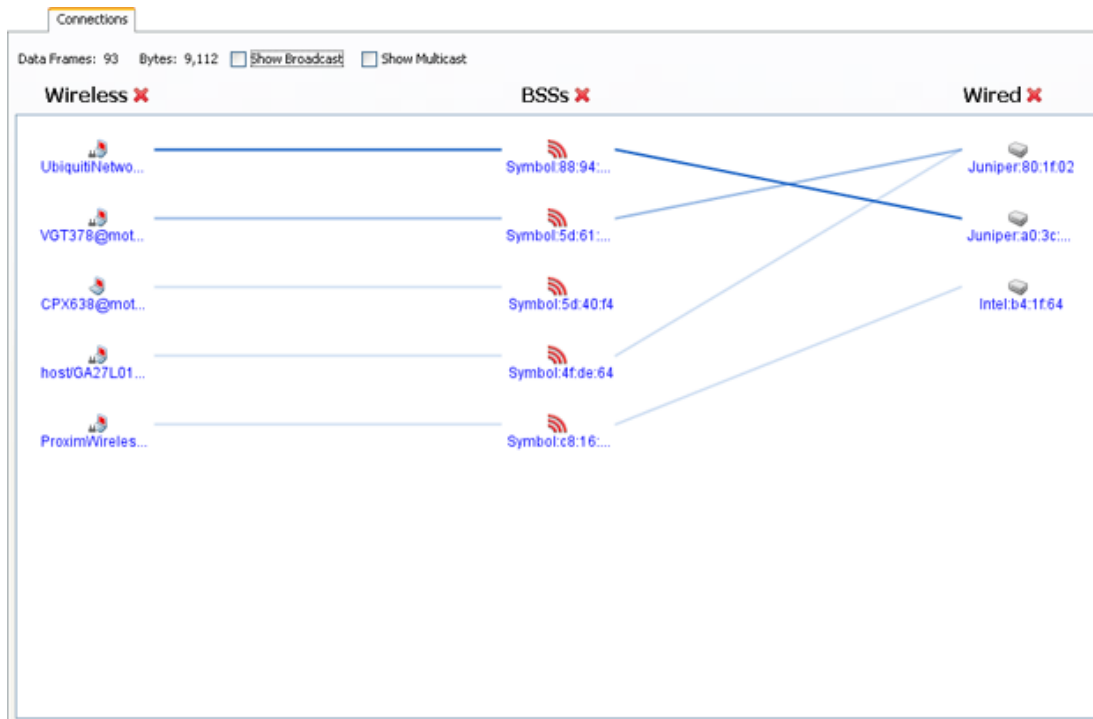 Connections
Data Frames: 93 Bytes: 9,112 Show Broadcast Show Multicast
Wireless BSSs Wired
UbiquitiNetwo... Symbol:88:94:... Juniper:80:1f:02
VGT378@mot... Symbol:5d:61:... Juniper:a0:3c:...
CPX638@mot... Symbol:5d:40:f4 Intel:b4:1f:64
host/GA27L01... Symbol:4f:de:64
ProximWireles... Symbol:c8:16:...